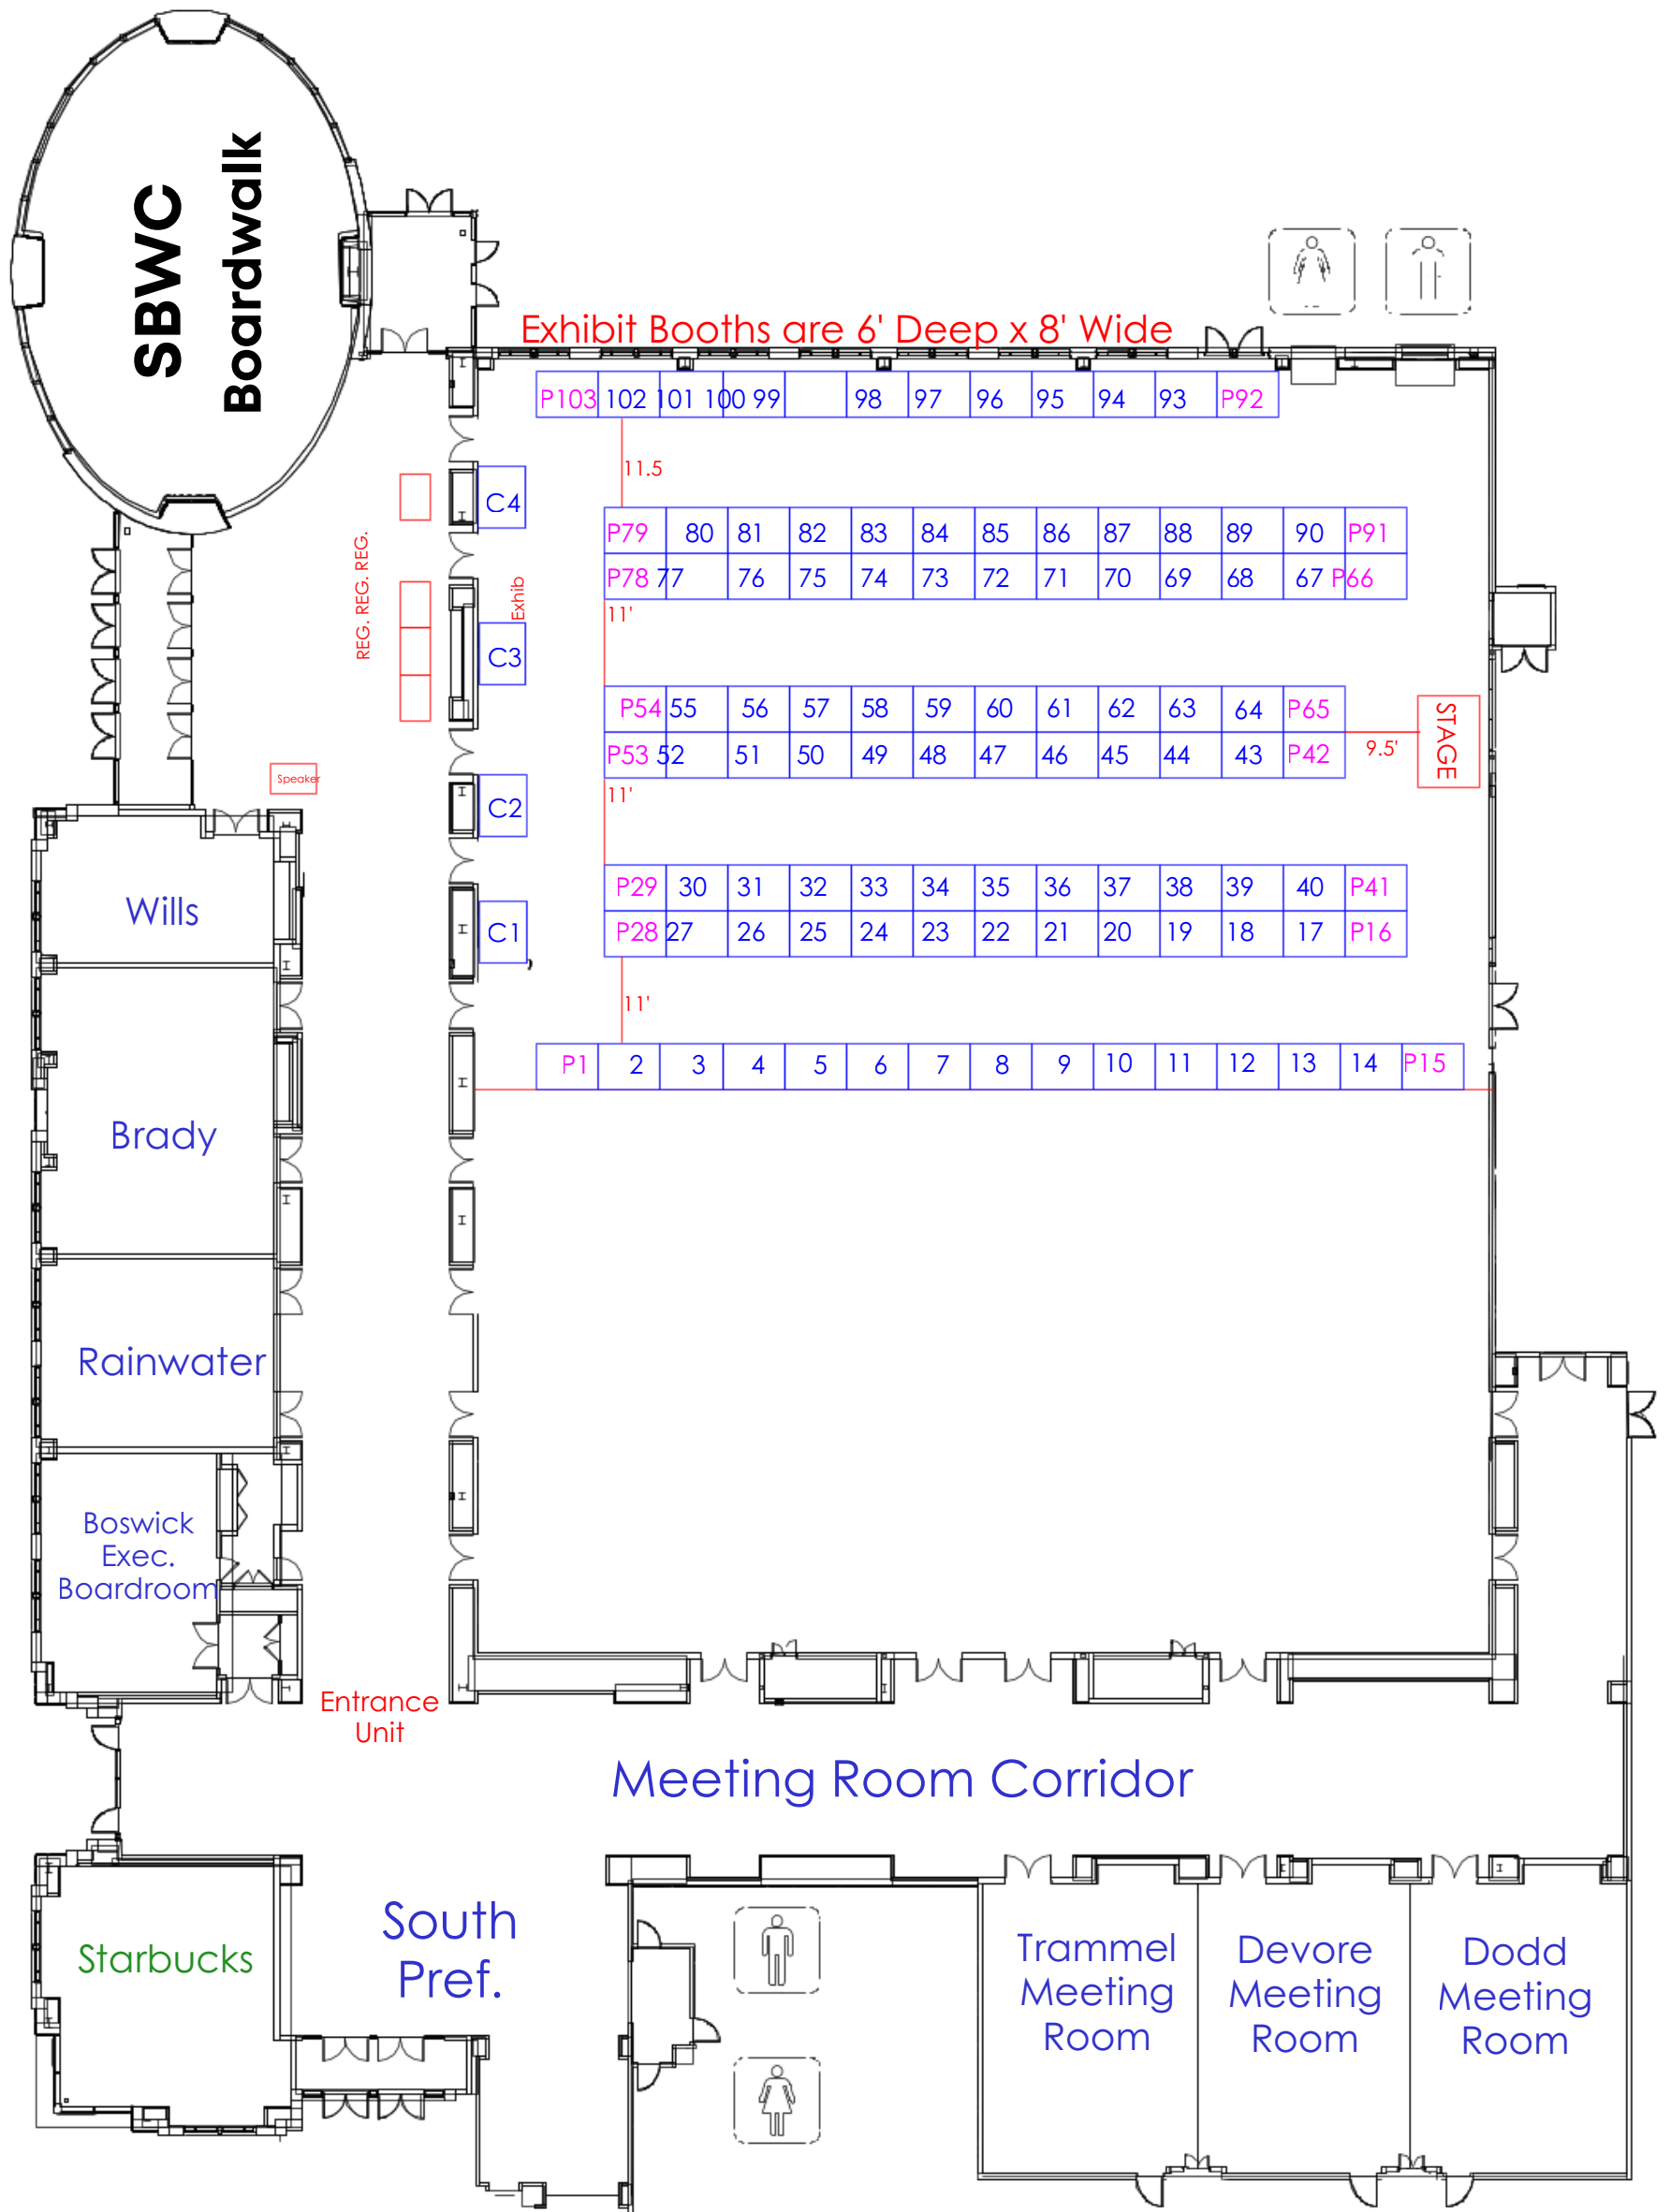 SBWC
Boardwalk
Exhibit Booths are 6' Deep x 8' Wide
P103 102 101 100 99 98 97 96 95 94 93 P92
11.5
C4
P79 80 81 82 83 84 85 86 87 88 89 90 P91
P78 77 76 75 74 73 72 71 70 69 68 67 P66
REG. REG. REG.
Exhib
11'
C3
P54 55 56 57 58 59 60 61 62 63 64 P65
P53 52 51 50 49 48 47 46 45 44 43 P42
9.5'
STAGE
Speaker
11'
C2
P29 30 31 32 33 34 35 36 37 38 39 40 P41
P28 27 26 25 24 23 22 21 20 19 18 17 P16
C1
Wills
11'
P1 2 3 4 5 6 7 8 9 10 11 12 13 14 P15
Brady
Rainwater
Boswick
Exec.
Boardroom
Entrance
Unit
Meeting Room Corridor
Starbucks
South
Pref.
Trammel
Meeting
Room
Devore
Meeting
Room
Dodd
Meeting
Room